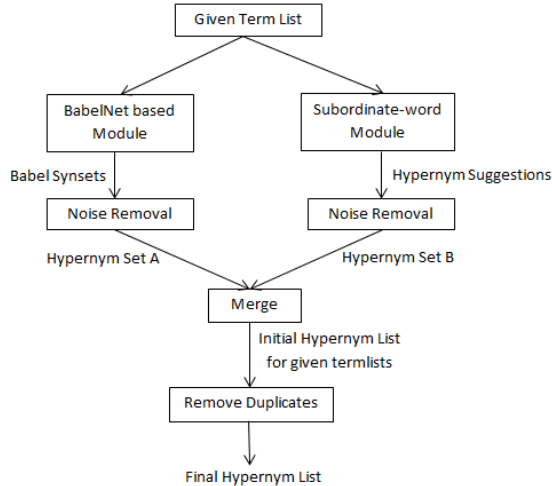 Given Term List
BabelNet based
Module
Subordinate-word
Module
Babel Synsets
Hypernym Suggestions
Noise Removal
Noise Removal
Hypernym Set A
Hypernym Set B
Merge
Initial Hypernym List
for given termlists
Remove Duplicates
Final Hypernym List